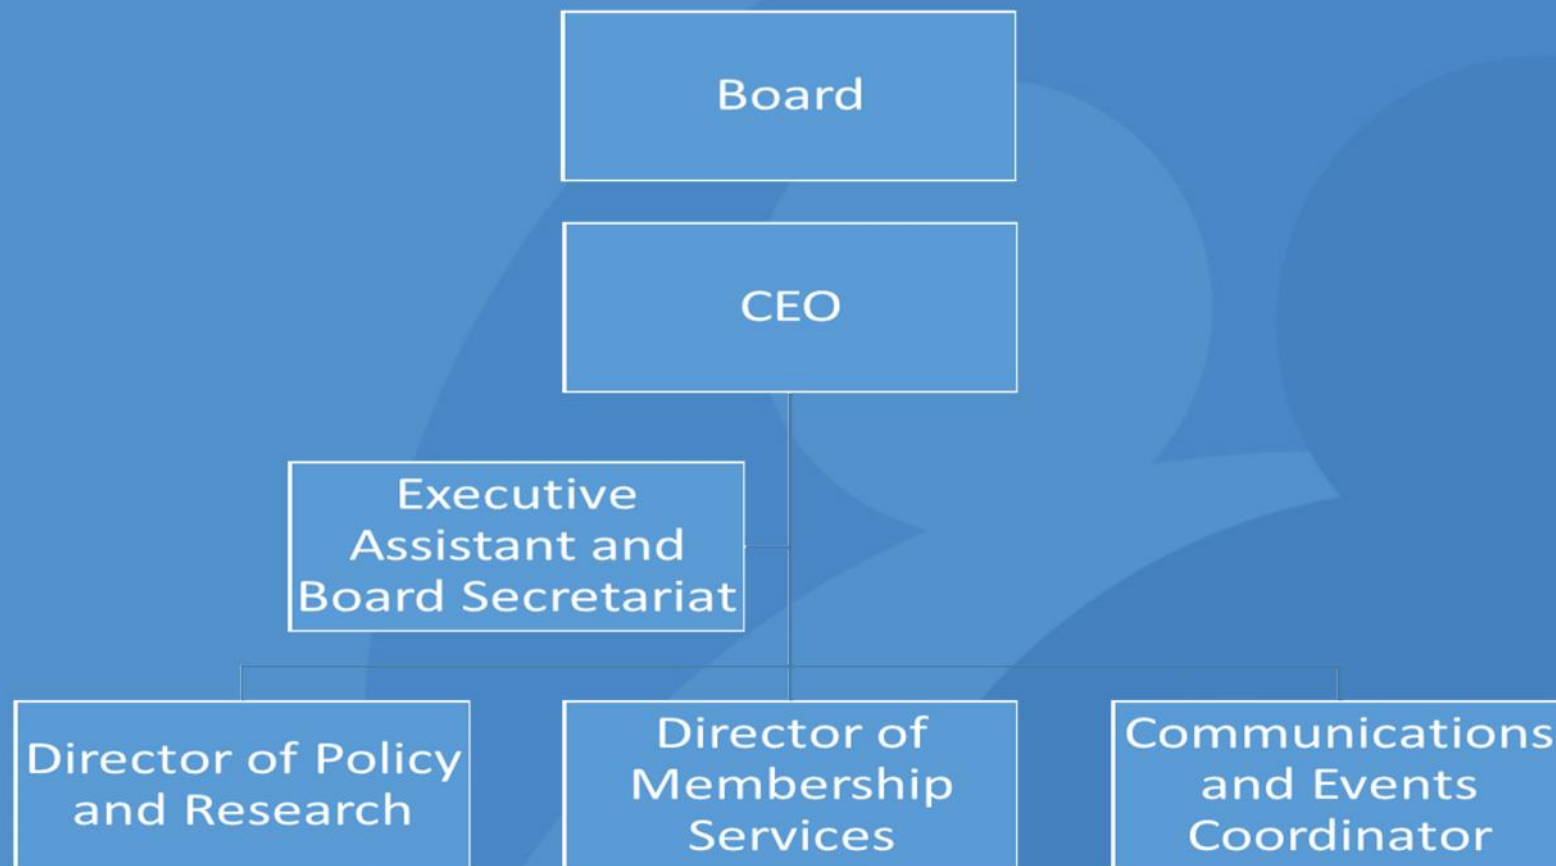 Board
CEO
Executive
Assistant and
Board Secretariat
Director of Policy
and Research
Director of
Membership
Services
Communications
and Events
Coordinator